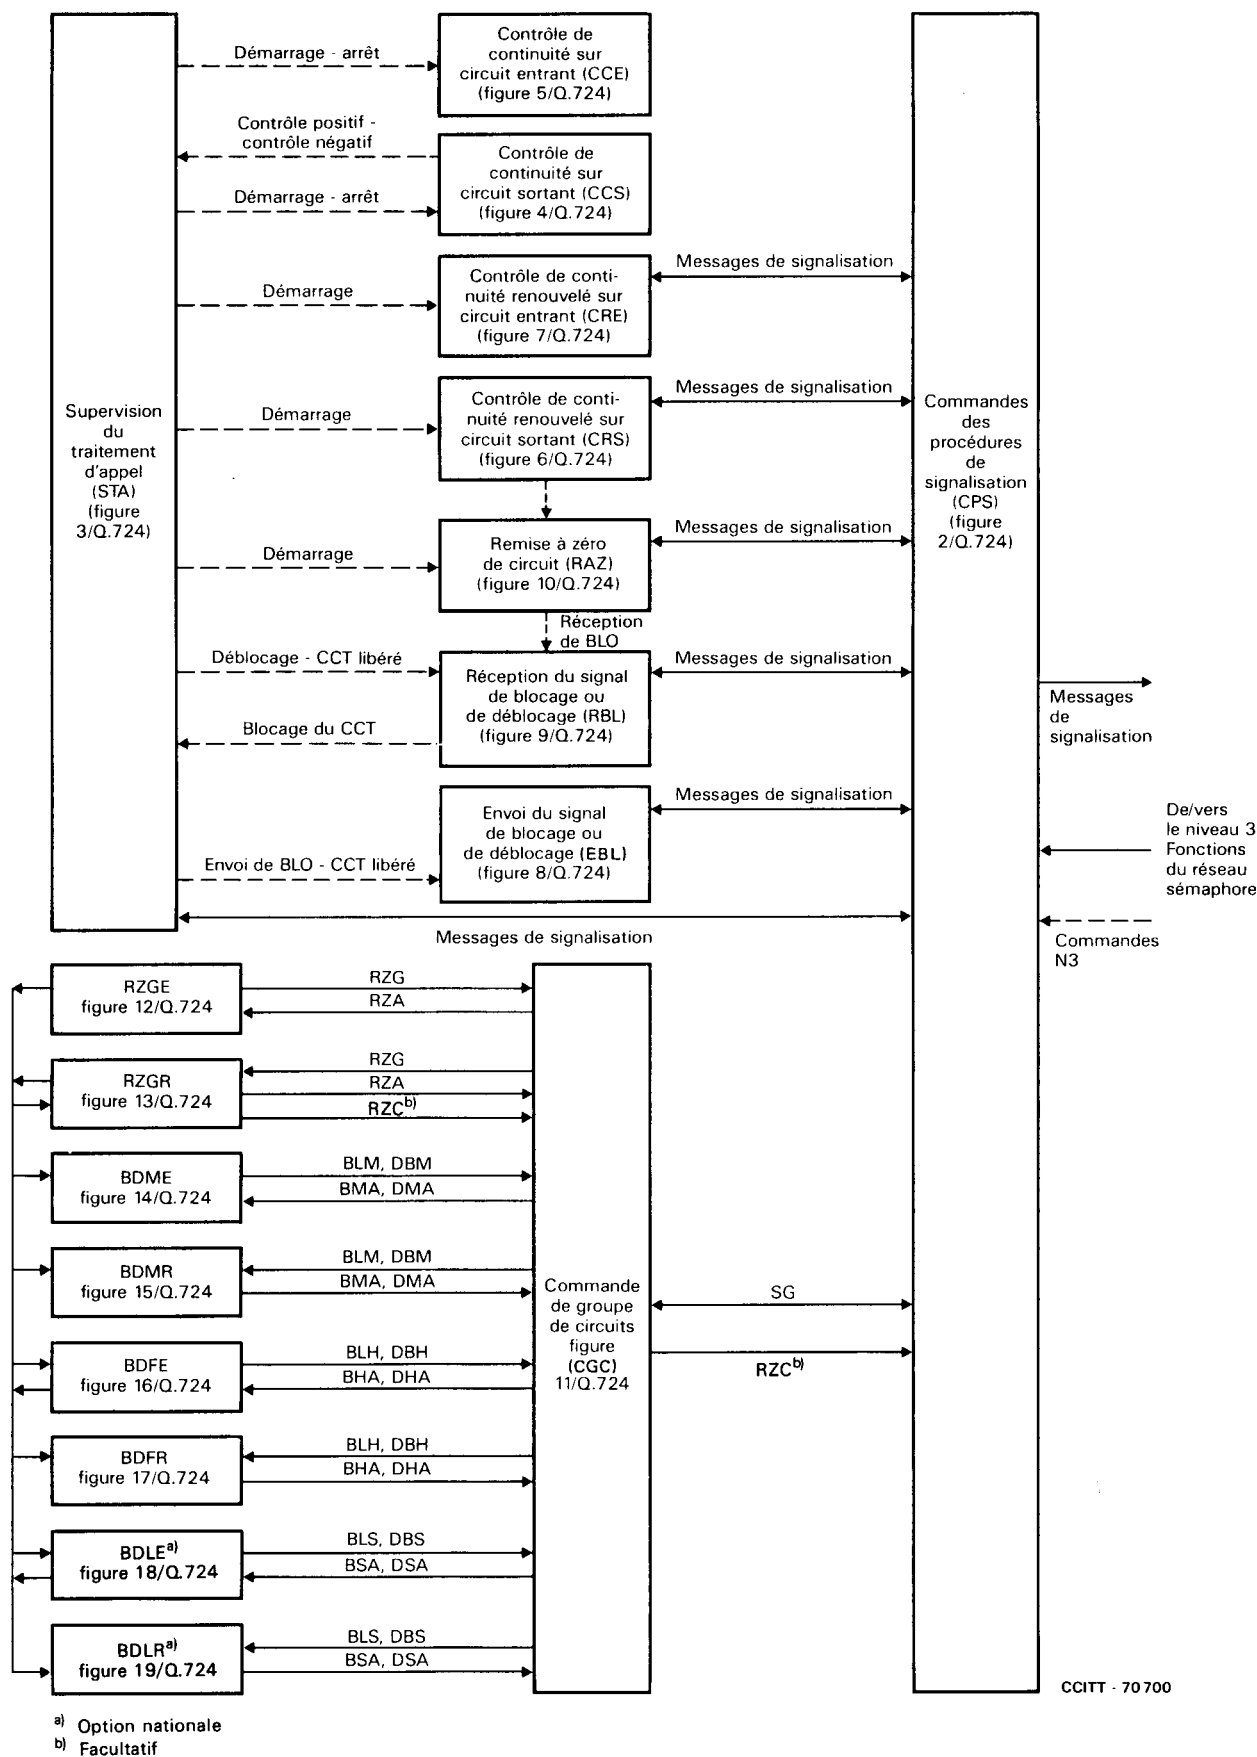 Démarrage - arrêt
Contrôle de
continuité sur
circuit entrant (CCE)
(figure 5/Q.724)
Contrôle positif -
contrôle négatif
Démarrage - arrêt
Contrôle de
continuité sur
circuit sortant (CCS)
(figure 4/Q.724)
Démarrage
Contrôle de conti-
nuité renouvelé sur
circuit entrant (CRE)
(figure 7/Q.724)
Messages de signalisation
Supervision
du
traitement
d'appel
(STA)
(figure
3/Q.724)
Démarrage
Contrôle de conti-
nuité renouvelé sur
circuit sortant (CRS)
(figure 6/Q.724)
Messages de signalisation
Commandes
des
procédures
de
signalisation
(CPS)
(figure
2/Q.724)
Démarrage
Remise à zéro
de circuit (RAZ)
(figure 10/Q.724)
Messages de signalisation
Réception
de BLO
Déblocage - CCT libéré
Blocage du CCT
Réception du signal
de blocage ou
de déblocage (RBL)
(figure 9/Q.724)
Messages de signalisation
Messages
de
signalisation
Envoi de BLO - CCT libéré
Envoi du signal
de blocage ou
de déblocage (EBL)
(figure 8/Q.724)
Messages de signalisation
De/vers
le niveau 3
Fonctions
du réseau
sémaphore
Messages de signalisation
Commandes
N3
RZGE
figure 12/Q.724
RZG
RZA
RZGR
figure 13/Q.724
RZG
RZA
RZC b)
BDME
figure 14/Q.724
BLM, DBM
BMA, DMA
BDMR
figure 15/Q.724
BLM, DBM
BMA, DMA
Commande
de groupe
de circuits
figure
(CGC)
11/Q.724
SG
RZC b)
BDFE
figure 16/Q.724
BLH, DBH
BHA, DHA
BDFR
figure 17/Q.724
BLH, DBH
BHA, DHA
BDLE a)
figure 18/Q.724
BLS, DBS
BSA, DSA
BDLR a)
figure 19/Q.724
BLS, DBS
BSA, DSA
CCITT - 70 700
a) Option nationale
b) Facultatif